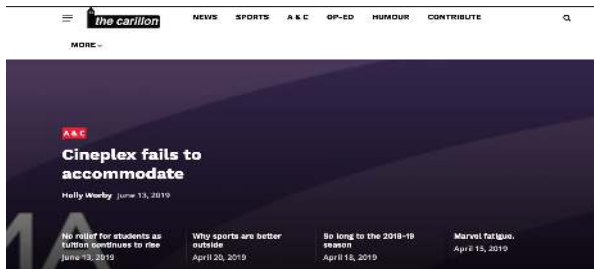 the carillon
NEWS SPORTS A & C OP-ED HUMOUR CONTRIBUTE
MORE
A & C
Cineplex fails to
accommodate
Holly Worby June 13, 2019
No relief for students as
tuition continues to rise
June 13, 2019
Why sports are better
outside
April 20, 2019
So long to the 2018-19
season
April 18, 2019
Marvel fatigue.
April 15, 2019
MA